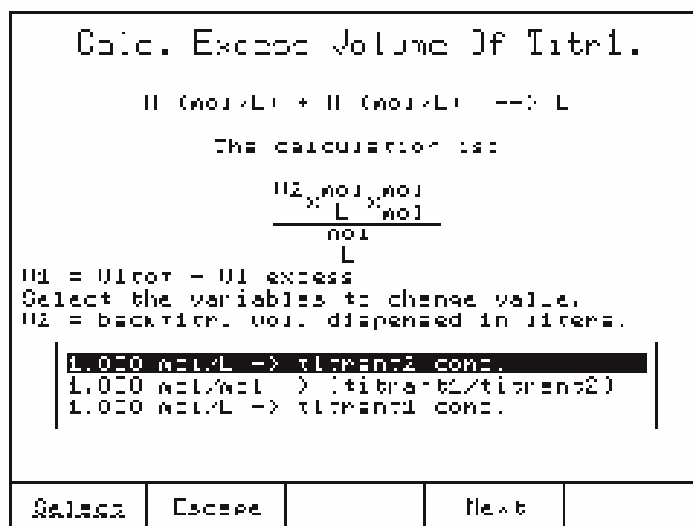 Calc. Excess Volume Of Titr1.
M (mol/L) + M (mol/L) --> L
The calculation is:
V2 x mol x mol
L mol
mol
L
V1 = V1tot - V1 excess
Select the variables to change value.
V2 = backtitr. vol. dispensed in liters.
1.000 mol/L -> titrant2 conc.
1.000 mol/mol -> (titrant1/titrant2)
1.000 mol/L -> titrant1 conc.
Select Escape Next